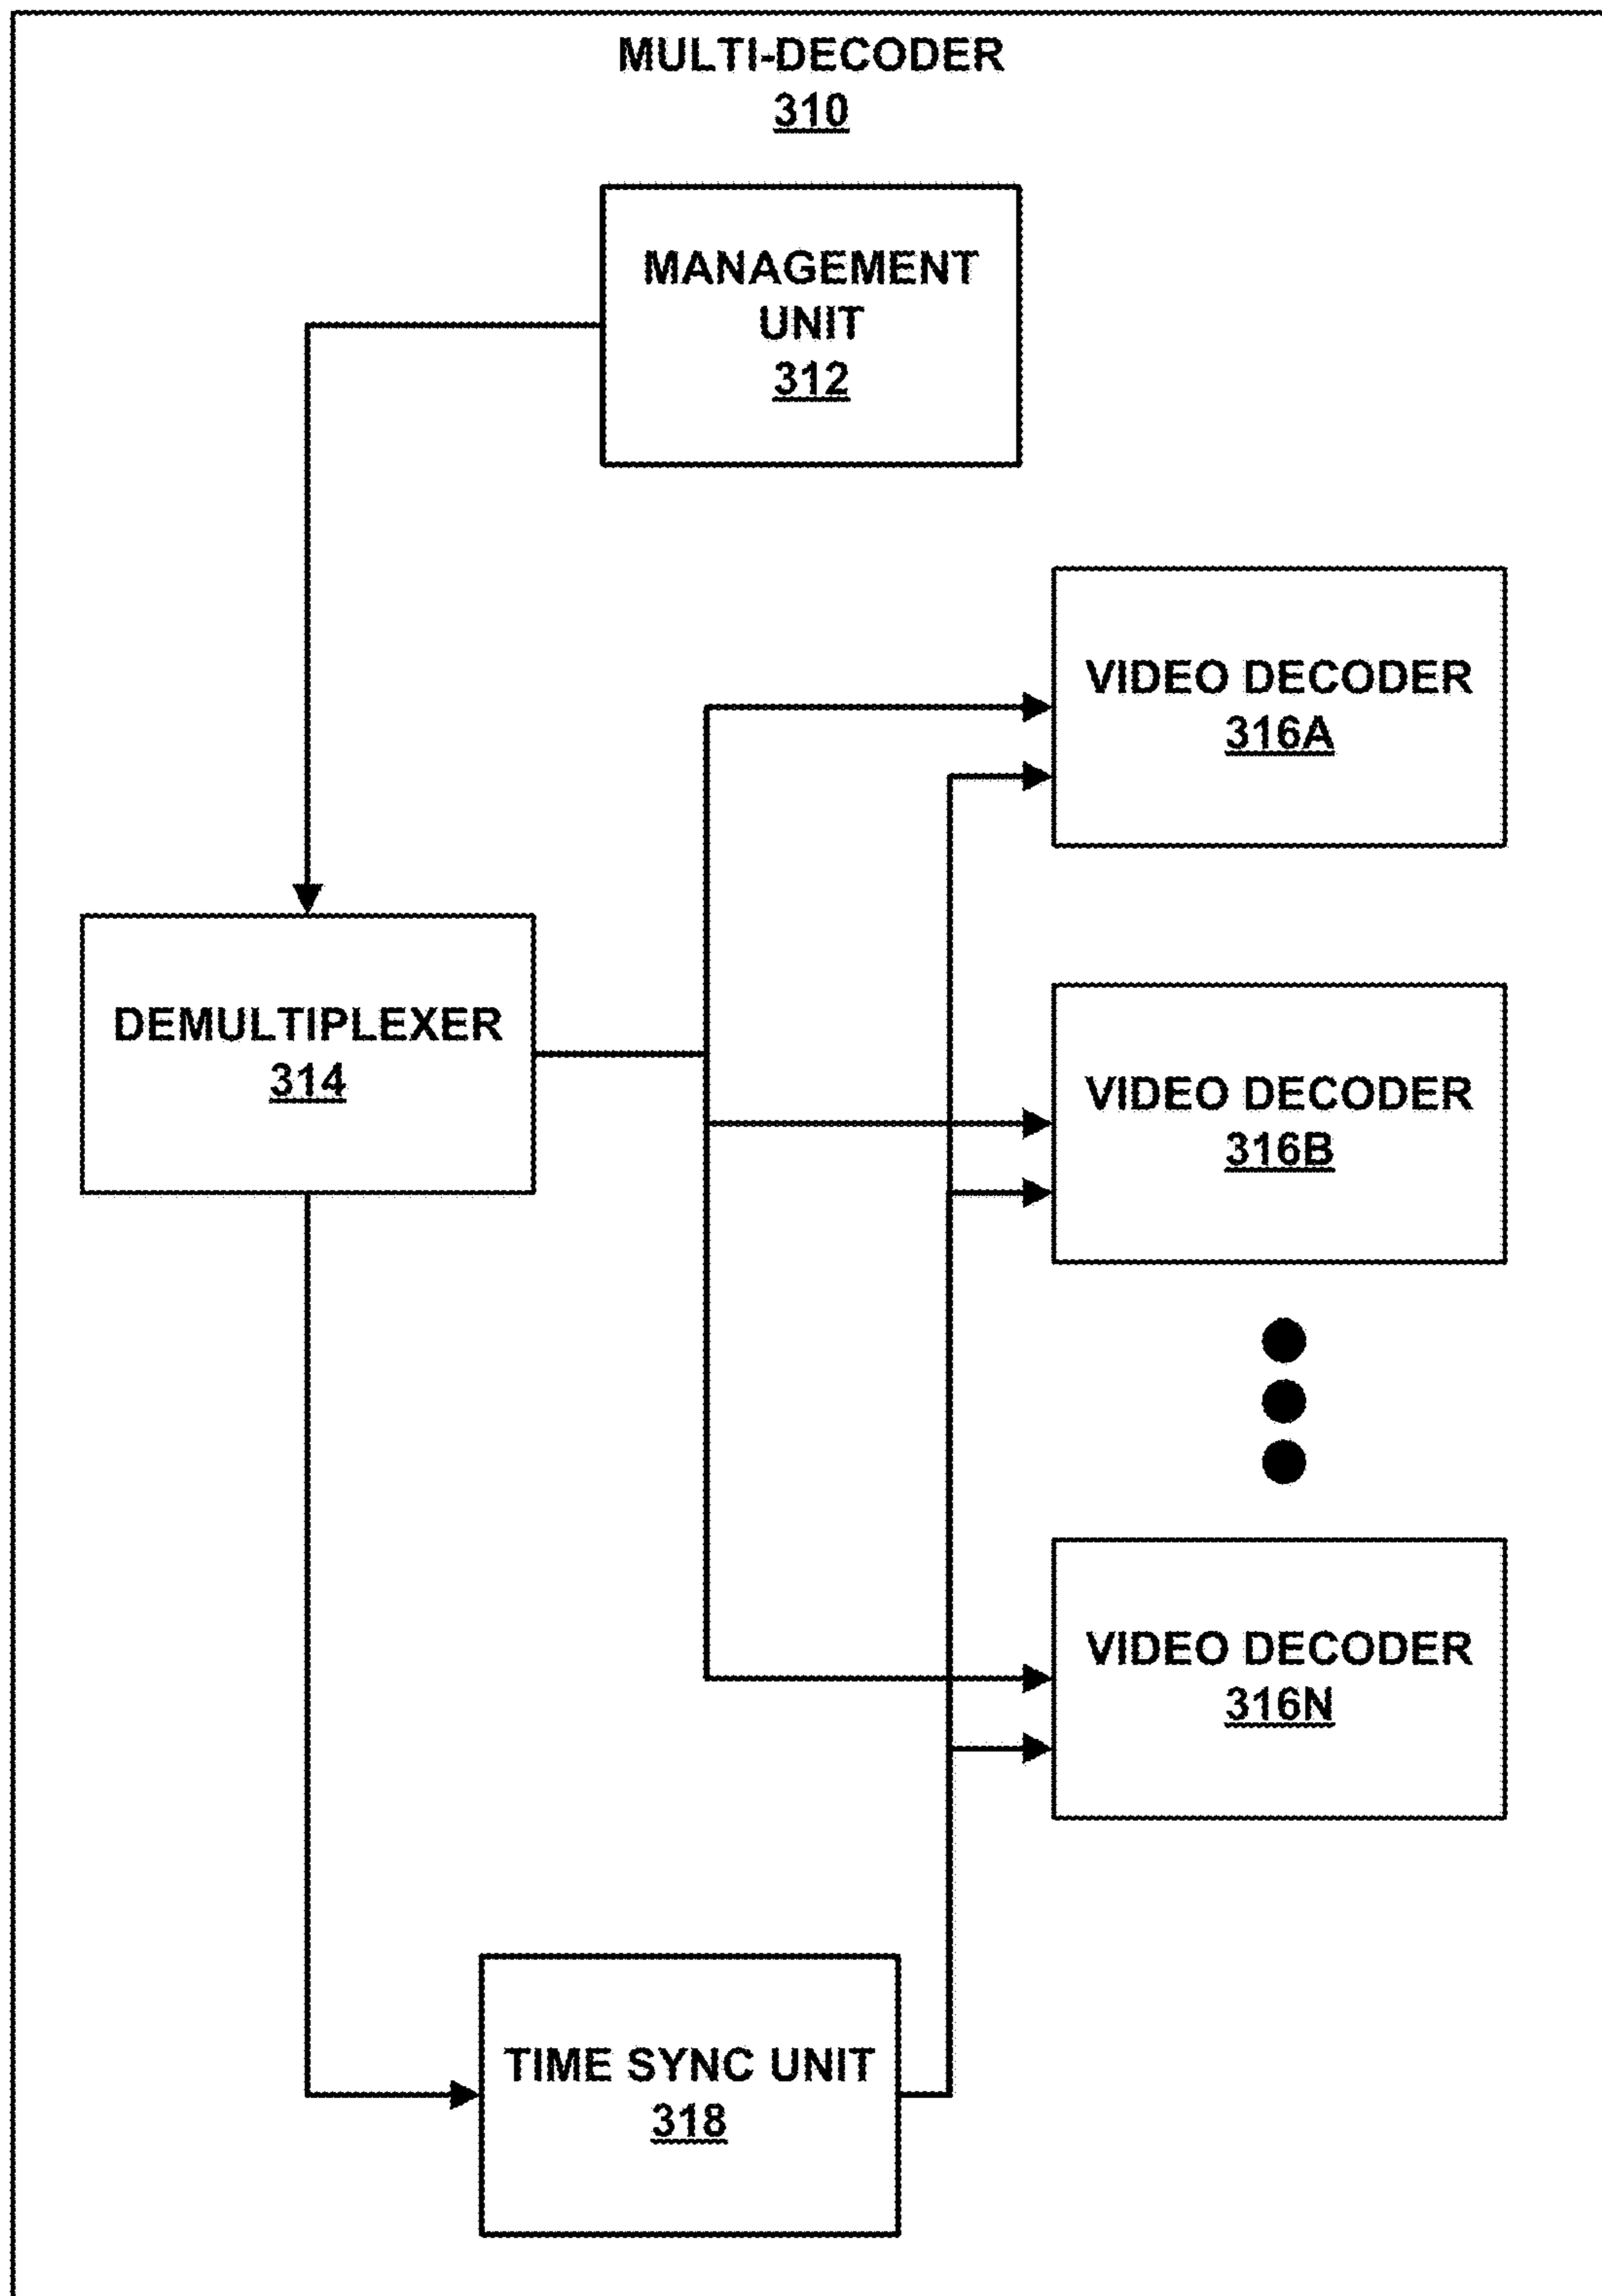 MULTI-DECODER
310
MANAGEMENT
UNIT
312
VIDEO DECODER
316A
DEMULTIPLEXER
314
VIDEO DECODER
316B
VIDEO DECODER
316N
TIME SYNC UNIT
318